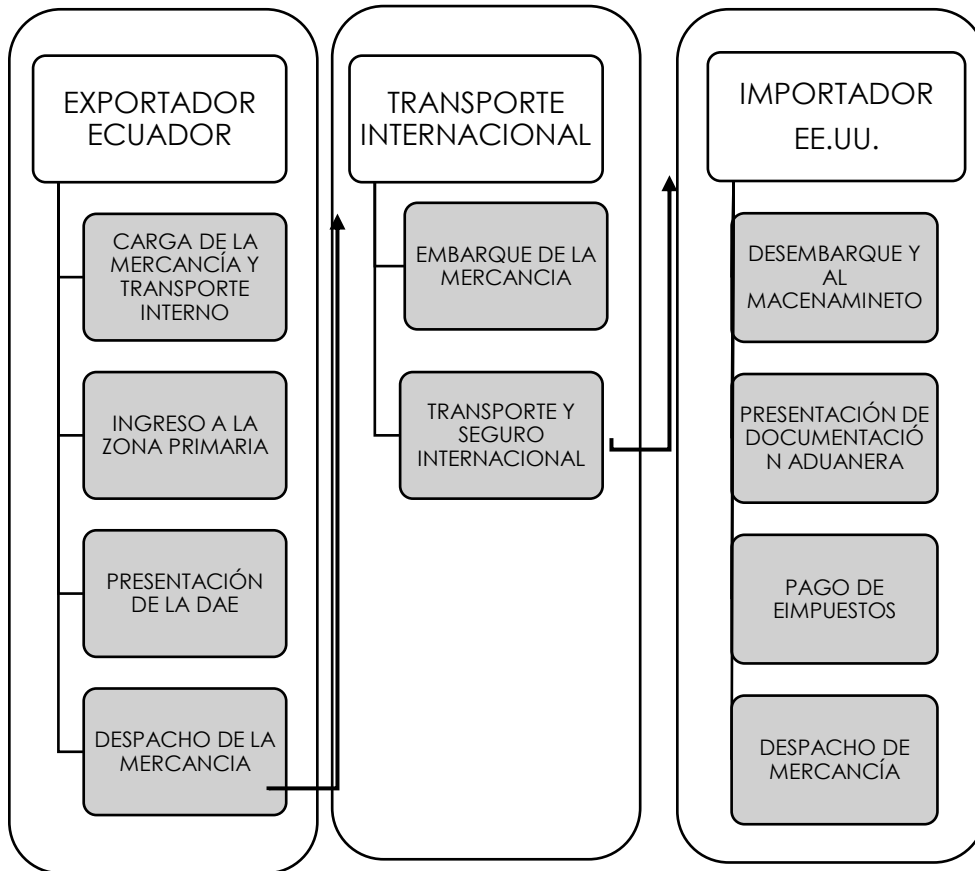 EXPORTADOR
ECUADOR
CARGA DE LA
MERCANCÍA Y
TRANSPORTE
INTERNO
INGRESO A LA
ZONA PRIMARIA
PRESENTACIÓN
DE LA DAE
DESPACHO DE LA
MERCANCIA
TRANSPORTE
INTERNACIONAL
EMBARQUE DE LA
MERCANCIA
TRANSPORTE Y
SEGURO
INTERNACIONAL
IMPORTADOR
EE.UU.
DESEMBARQUE Y
AL
MACENAMINETO
PRESENTACIÓN DE
DOCUMENTACIÓ
N ADUANERA
PAGO DE
EIMPUESTOS
DESPACHO DE
MERCANCÍA